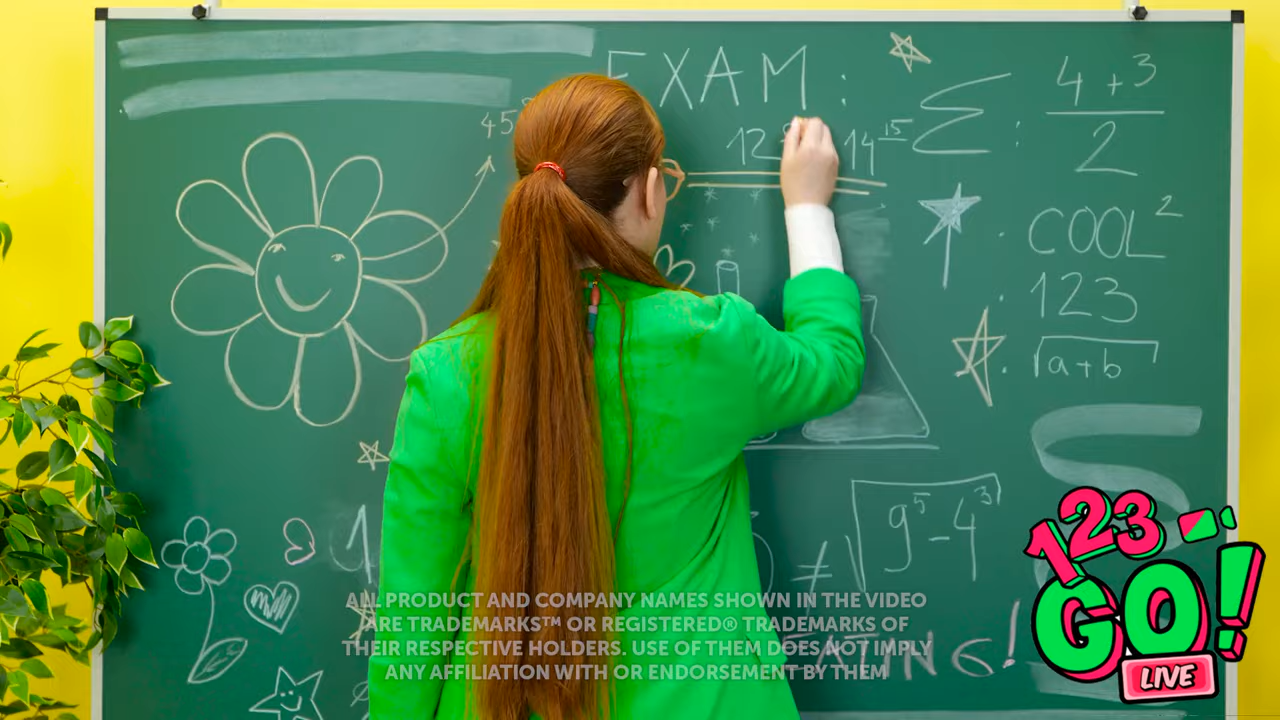 EXAM:
45
12 14¹⁵
Σ : 4+3
2
COOL²
123
√a+b
≠ √9⁵-4³
ALL PRODUCT AND COMPANY NAMES SHOWN IN THE VIDEO
ARE TRADEMARKS™ OR REGISTERED® TRADEMARKS OF
THEIR RESPECTIVE HOLDERS. USE OF THEM DOES NOT IMPLY
ANY AFFILIATION WITH OR ENDORSEMENT BY THEM
123
GO!
LIVE